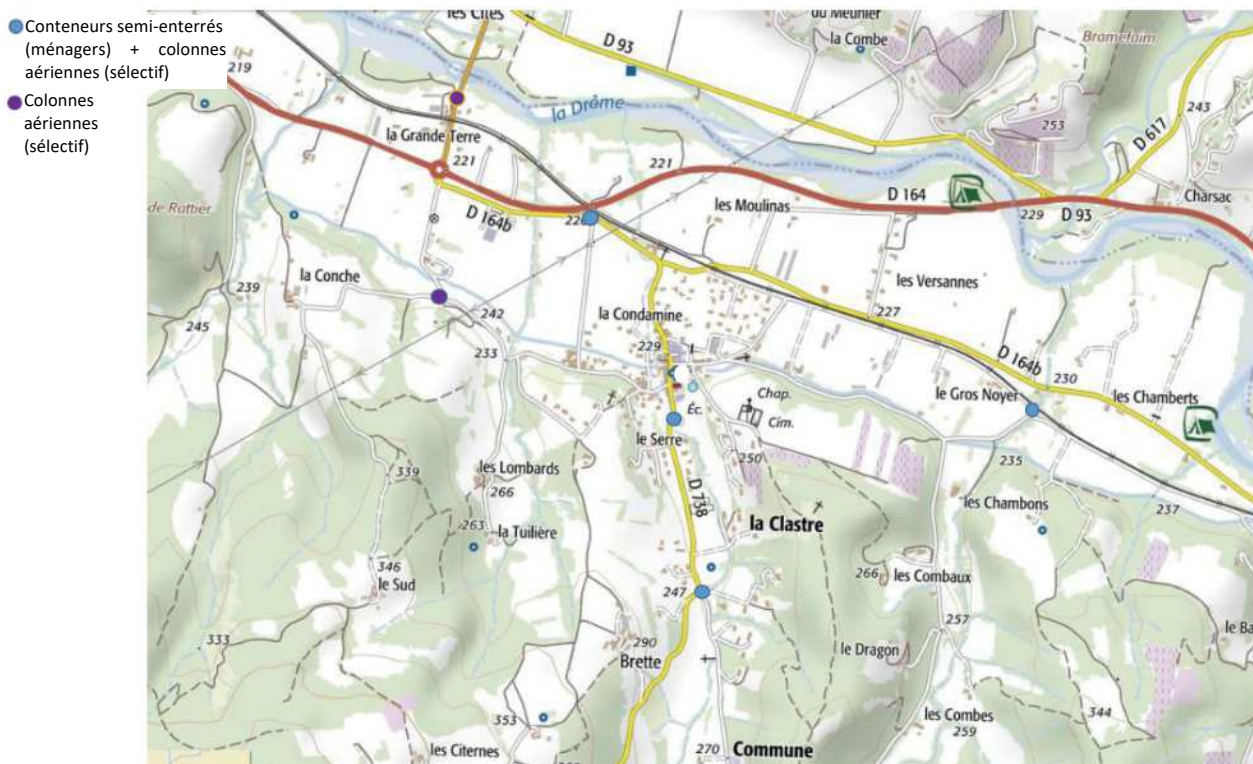 Conteneurs semi-enterrés
(ménagers) + colonnes
aériennes (sélectif)
Colonnes
aériennes
(sélectif)
les Cités
du Meunier
la Combe
Brametaim
D 93
219
la Drôme
243
253
D 617
la Grande Terre
221
221
Charsac
de Rattier
les Moulinas
D 164
229
D 93
D 164b
22
la Conche
les Versannes
239
242
la Condamine
227
245
233
229
D 164b
230
le Gros Noyer
les Chamberts
Chap.
Éc.
Cim.
le Serre
250
235
339
les Lombards
266
D 738
les Chambons
237
263
la Tuilière
la Clastre
346
le Sud
247
266
les Combaux
257
333
290
Brette
le Dragon
le Ba
353
les Combes
344
les Citernes
270
Commune
259